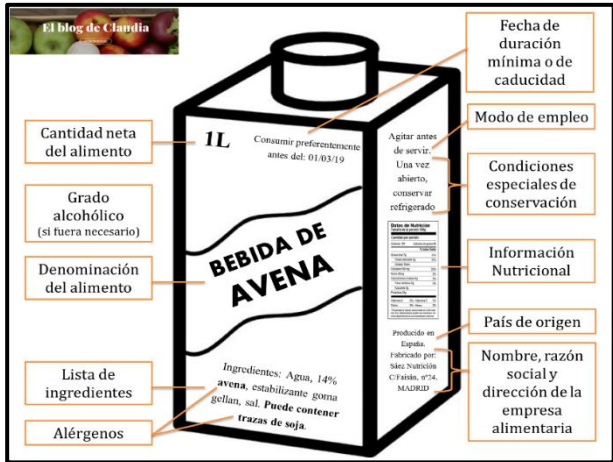 El blog de Claudia
Fecha de
duración
mínima o de
caducidad
Cantidad neta
del alimento
1L
Consumir preferentemente
antes del: 01/03/19
Agitar antes
de servir.
Una vez
abierto,
conservar
refrigerado
Modo de empleo
Condiciones
especiales de
conservación
Grado
alcohólico
(si fuera necesario)
Denominación
del alimento
BEBIDA DE
AVENA
Datos de Nutrición
Información
Nutricional
Producido en
España.
Fabricado por:
Sáez Nutrición
C/Faisán, nº24.
MADRID
País de origen
Nombre, razón
social y
dirección de la
empresa
alimentaria
Lista de
ingredientes
Alérgenos
Ingredientes: Agua, 14%
avena, estabilizante goma
gellan, sal. Puede contener
trazas de soja.